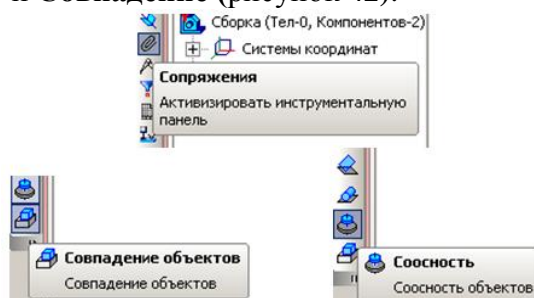 и Совпадение (рисунок 42).
Сборка (Тел-0, Компонентов-2)
Системы координат
Сопряжения
Активизировать инструментальную
панель
Совпадение объектов
Совпадение объектов
Соосность
Соосность объектов